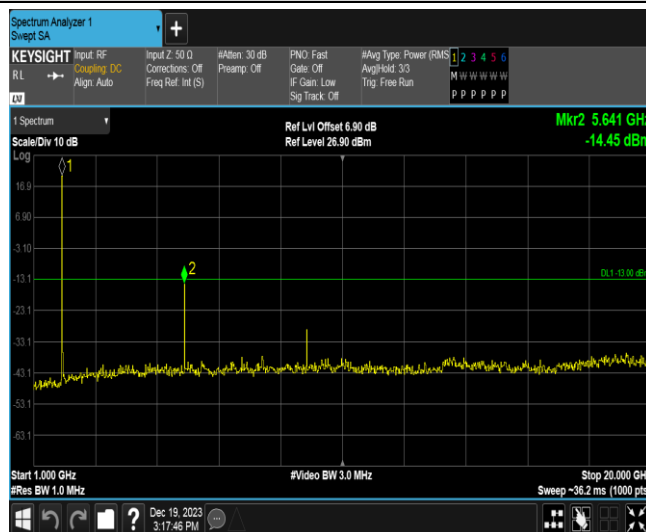 Spectrum Analyzer 1
Swept SA
+
KEYSIGHT
RL
LXI
Input: RF
Coupling: DC
Align: Auto
Input Z: 50 Ω
Corrections: Off
Freq Ref: Int (S)
#Atten: 30 dB
Preamp: Off
PNO: Fast
Gate: Off
IF Gain: Low
Sig Track: Off
#Avg Type: Power (RMS
Avg|Hold: 3/3
Trig: Free Run
1 2 3 4 5 6
M W W W W W
P P P P P P
1 Spectrum
Scale/Div 10 dB
Log
Ref Lvl Offset 6.90 dB
Ref Level 26.90 dBm
Mkr2 5.641 GHz
-14.45 dBm
1
16.9
6.90
-3.10
2
-13.1
DL1 -13.00 dBm
-23.1
-33.1
-43.1
-53.1
-63.1
Start 1.000 GHz
#Res BW 1.0 MHz
#Video BW 3.0 MHz
Stop 20.000 GHz
Sweep ~36.2 ms (1000 pts)
?
Dec 19, 2023
3:17:46 PM